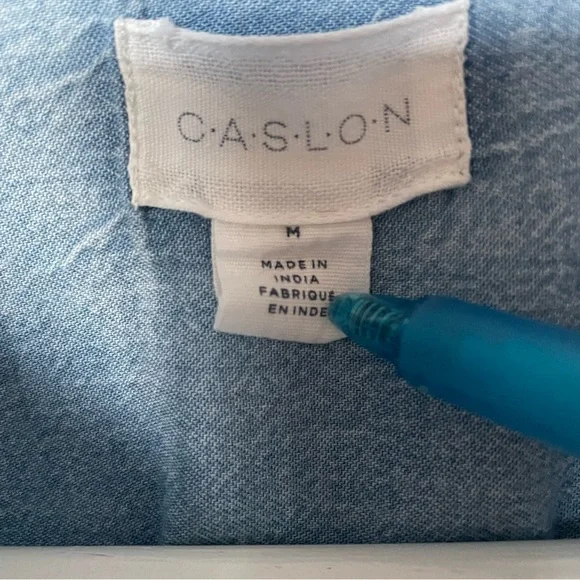 C·A·S·L·O·N
M
MADE IN
INDIA
FABRIQUÉ
EN INDE